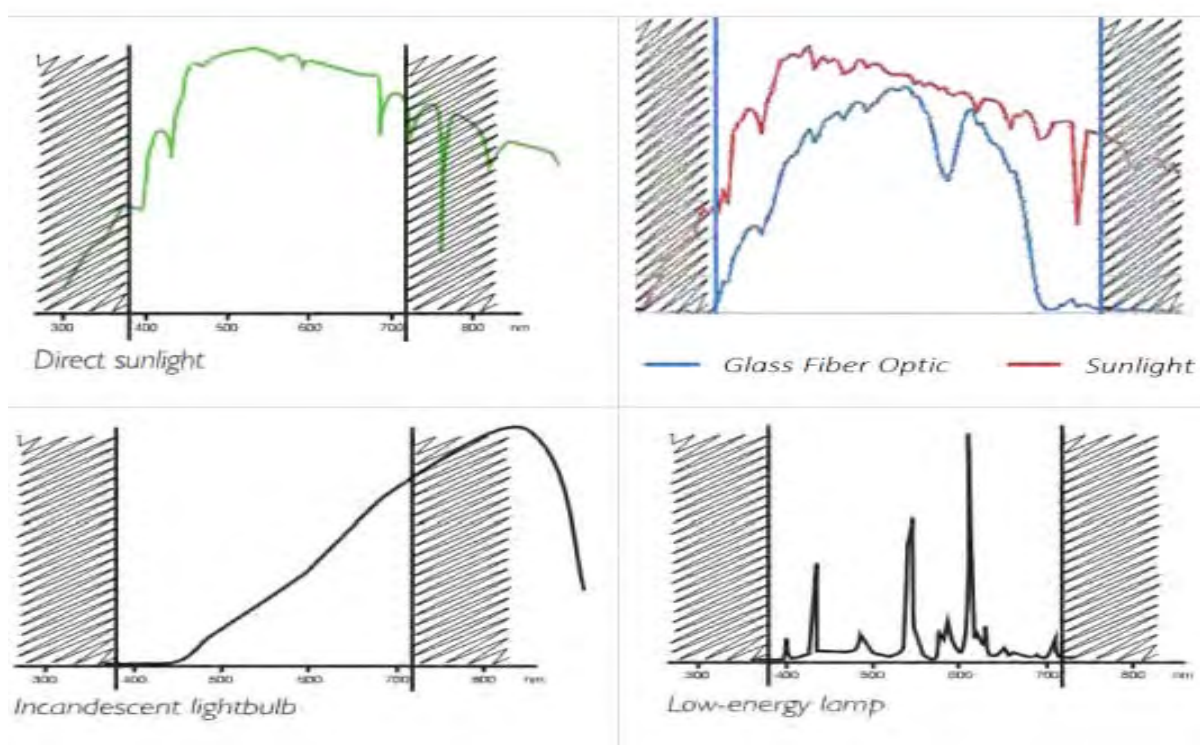 300 400 500 600 700 800 nm
Direct sunlight
Glass Fiber Optic Sunlight
300 400 500 600 700 800 nm
Incandescent lightbulb
300 400 500 600 700 800 nm
Low-energy lamp